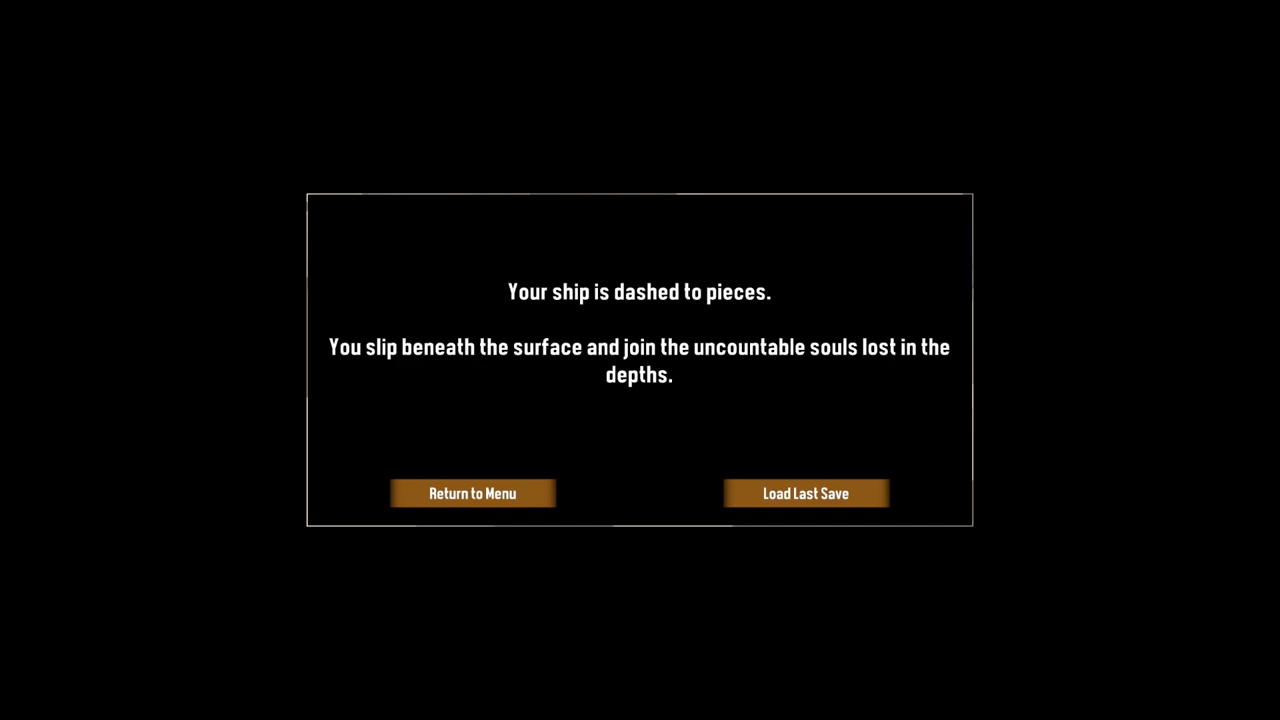 Your ship is dashed to pieces.
You slip beneath the surface and join the uncountable souls lost in the
depths.
Return to Menu
Load Last Save